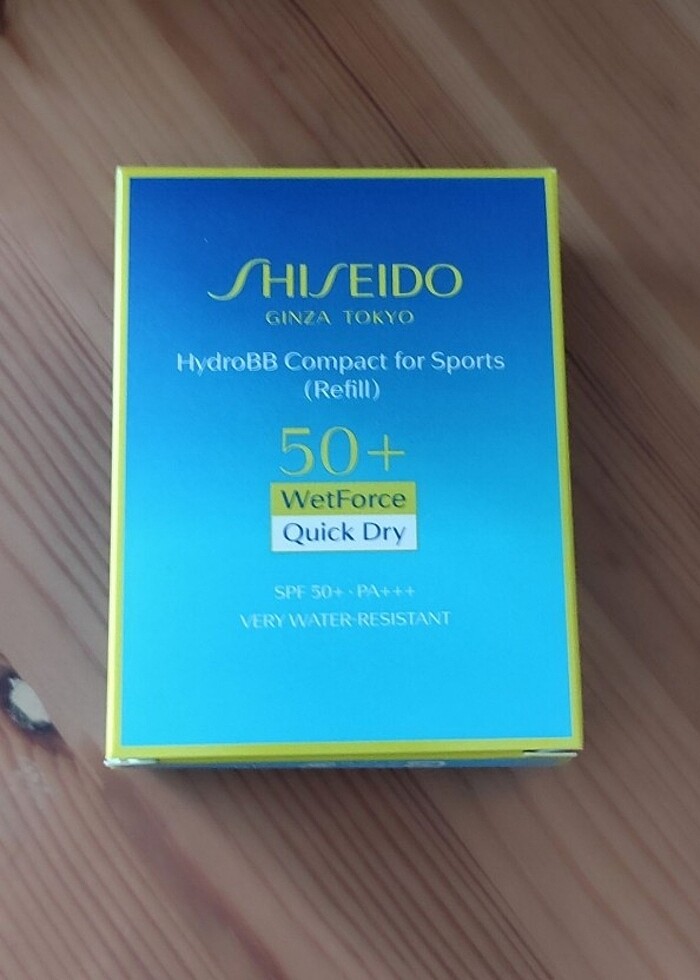 SHISEIDO
GINZA TOKYO
HydroBB Compact for Sports
(Refill)
50+
WetForce
Quick Dry
SPF 50+ · PA+++
VERY WATER-RESISTANT